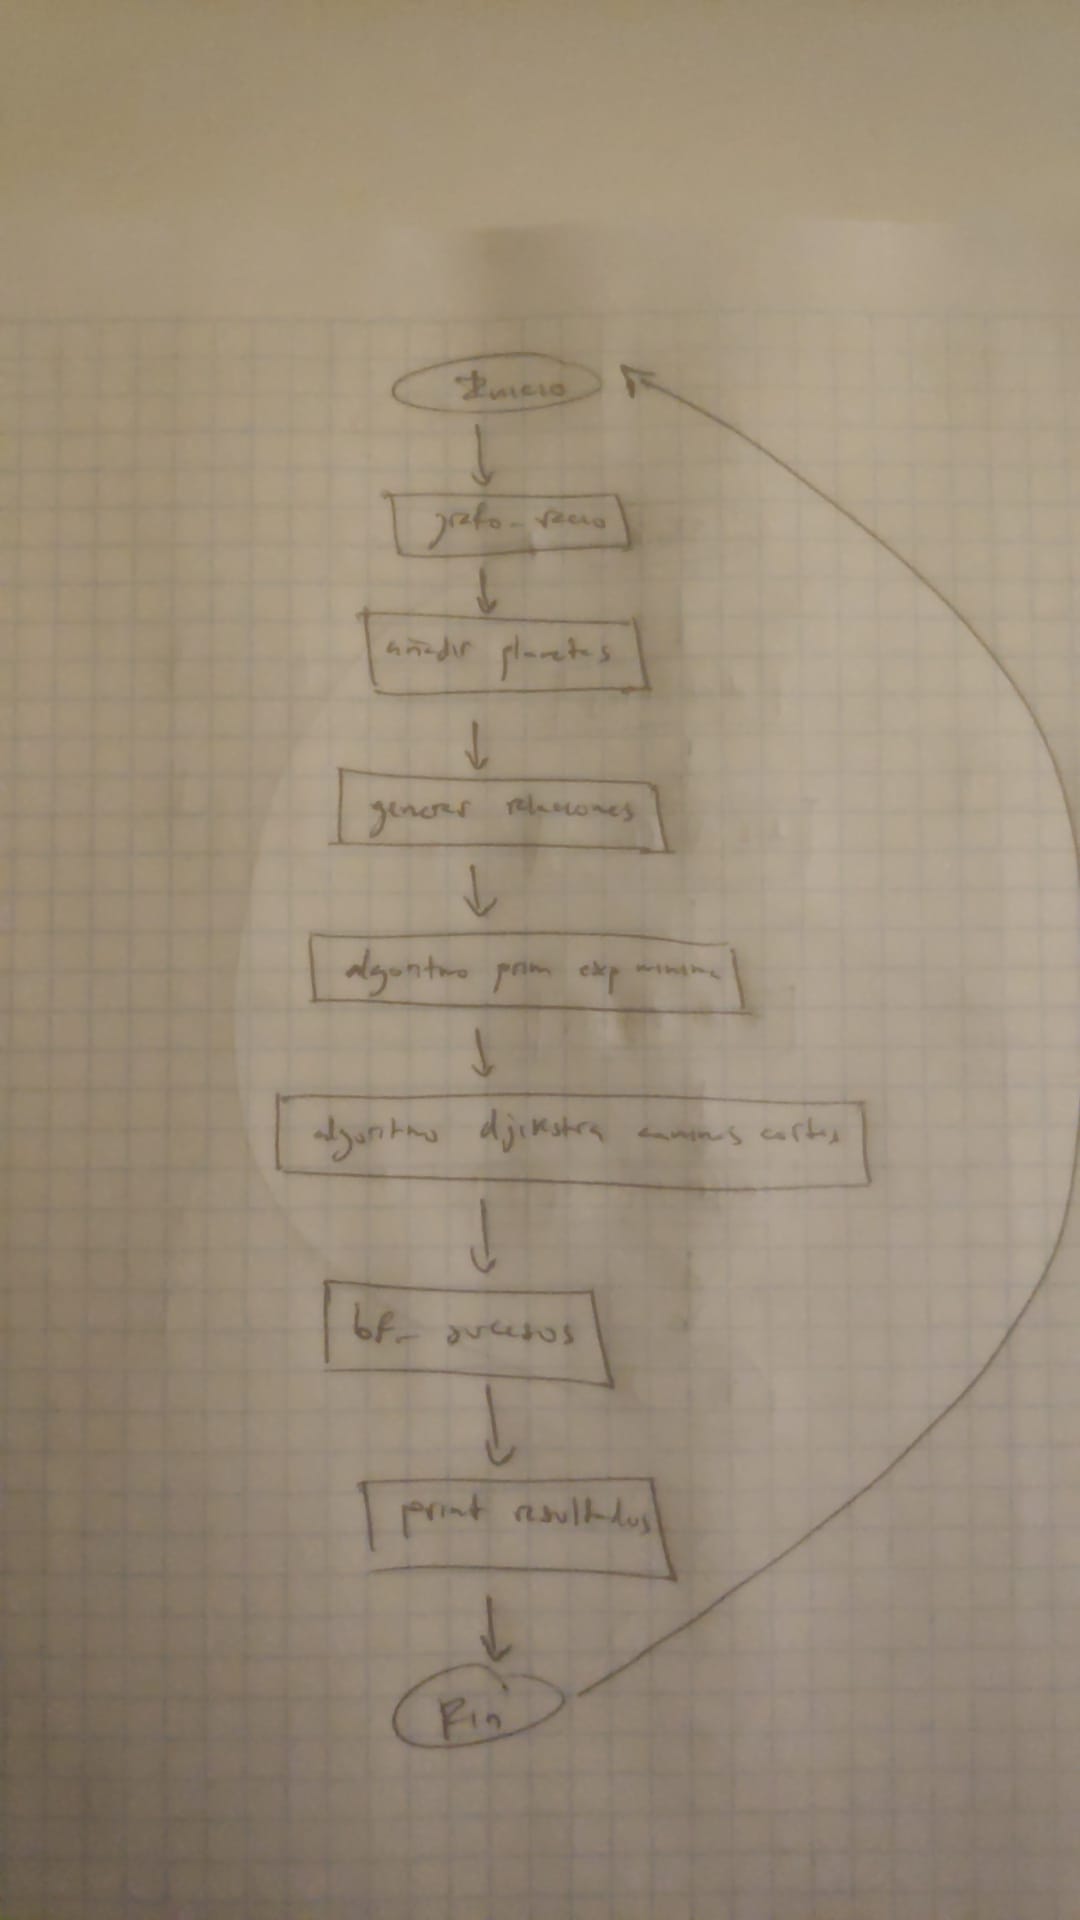 Inicio
grafo_vacio
añadir planetas
generar relaciones
algoritmo prim exp minima
algoritmo djikstra caminos cortos
bf_sucesos
print resultados
Fin